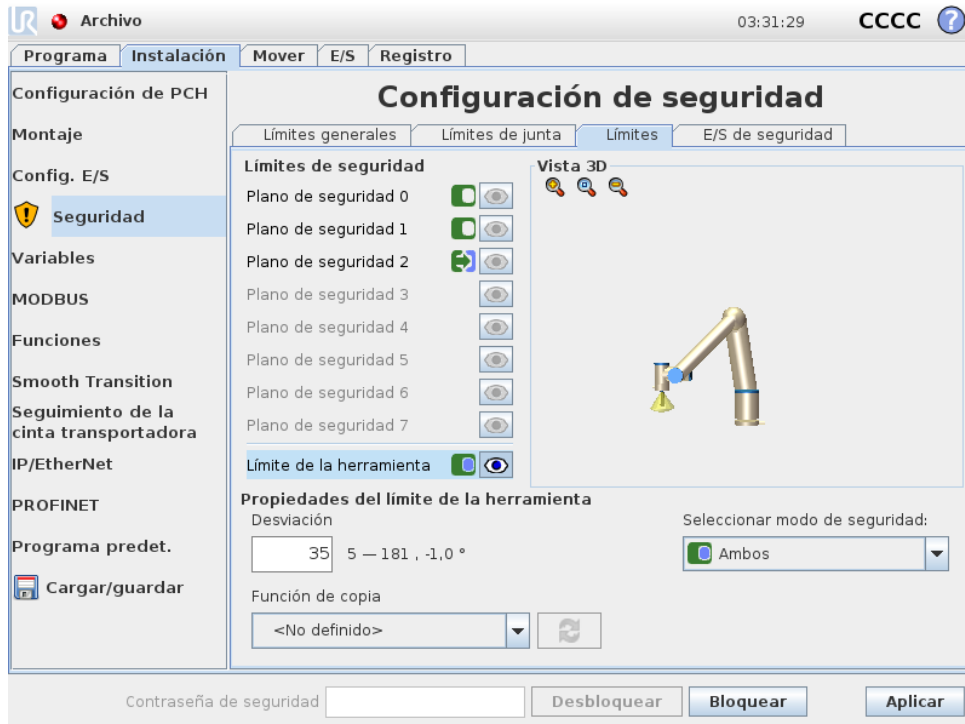 UR Archivo 03:31:29 CCCC ?
Programa Instalación Mover E/S Registro
Configuración de PCH
Montaje
Config. E/S
Seguridad
Variables
MODBUS
Funciones
Smooth Transition
Seguimiento de la
cinta transportadora
IP/EtherNet
PROFINET
Programa predet.
Cargar/guardar
Configuración de seguridad
Límites generales Límites de junta Límites E/S de seguridad
Límites de seguridad
Plano de seguridad 0
Plano de seguridad 1
Plano de seguridad 2
Plano de seguridad 3
Plano de seguridad 4
Plano de seguridad 5
Plano de seguridad 6
Plano de seguridad 7
Límite de la herramienta
Vista 3D
Propiedades del límite de la herramienta
Desviación
35 5 — 181 , -1,0 °
Seleccionar modo de seguridad:
Ambos
Función de copia
<No definido>
Contraseña de seguridad Desbloquear Bloquear Aplicar